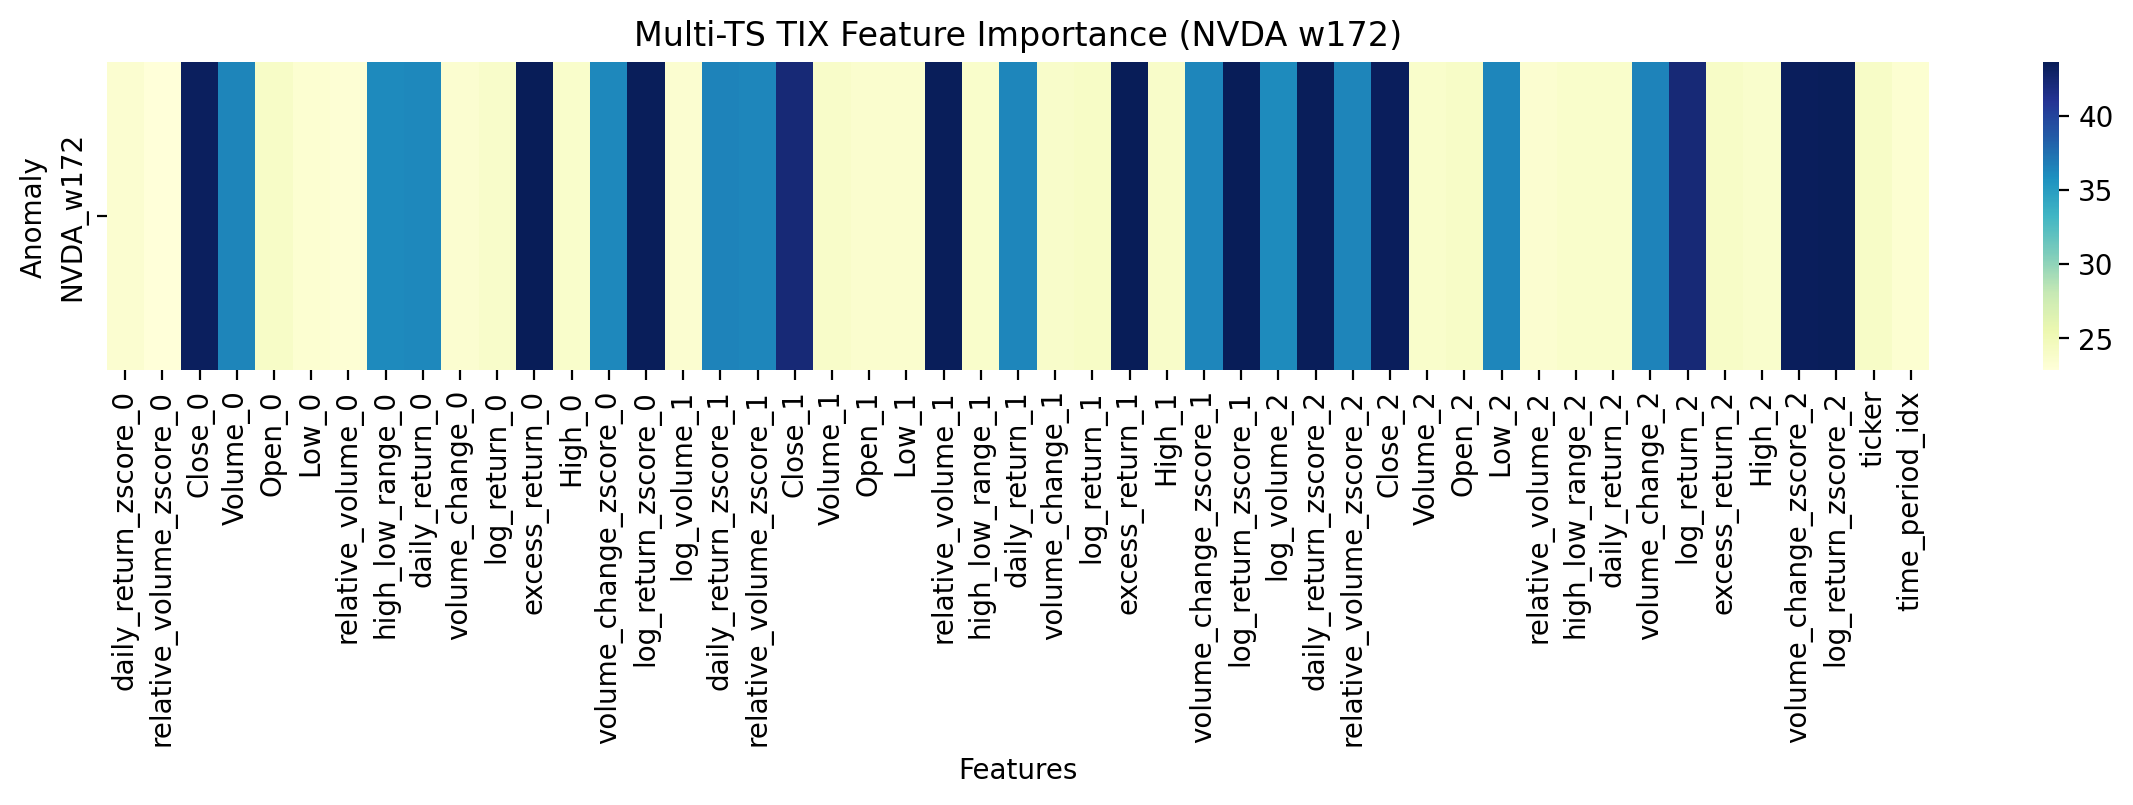 Multi-TS TIX Feature Importance (NVDA w172)
Anomaly
NVDA_w172
40
35
30
25
daily_return_zscore_0
relative_volume_zscore_0
Close_0
Volume_0
Open_0
Low_0
relative_volume_0
high_low_range_0
daily_return_0
volume_change_0
log_return_0
excess_return_0
High_0
volume_change_zscore_0
log_return_zscore_0
log_volume_1
daily_return_zscore_1
relative_volume_zscore_1
Close_1
Volume_1
Open_1
Low_1
relative_volume_1
high_low_range_1
daily_return_1
volume_change_1
log_return_1
excess_return_1
High_1
volume_change_zscore_1
log_return_zscore_1
log_volume_2
daily_return_zscore_2
relative_volume_zscore_2
Close_2
Volume_2
Open_2
Low_2
relative_volume_2
high_low_range_2
daily_return_2
volume_change_2
log_return_2
excess_return_2
High_2
volume_change_zscore_2
log_return_zscore_2
ticker
time_period_idx
Features